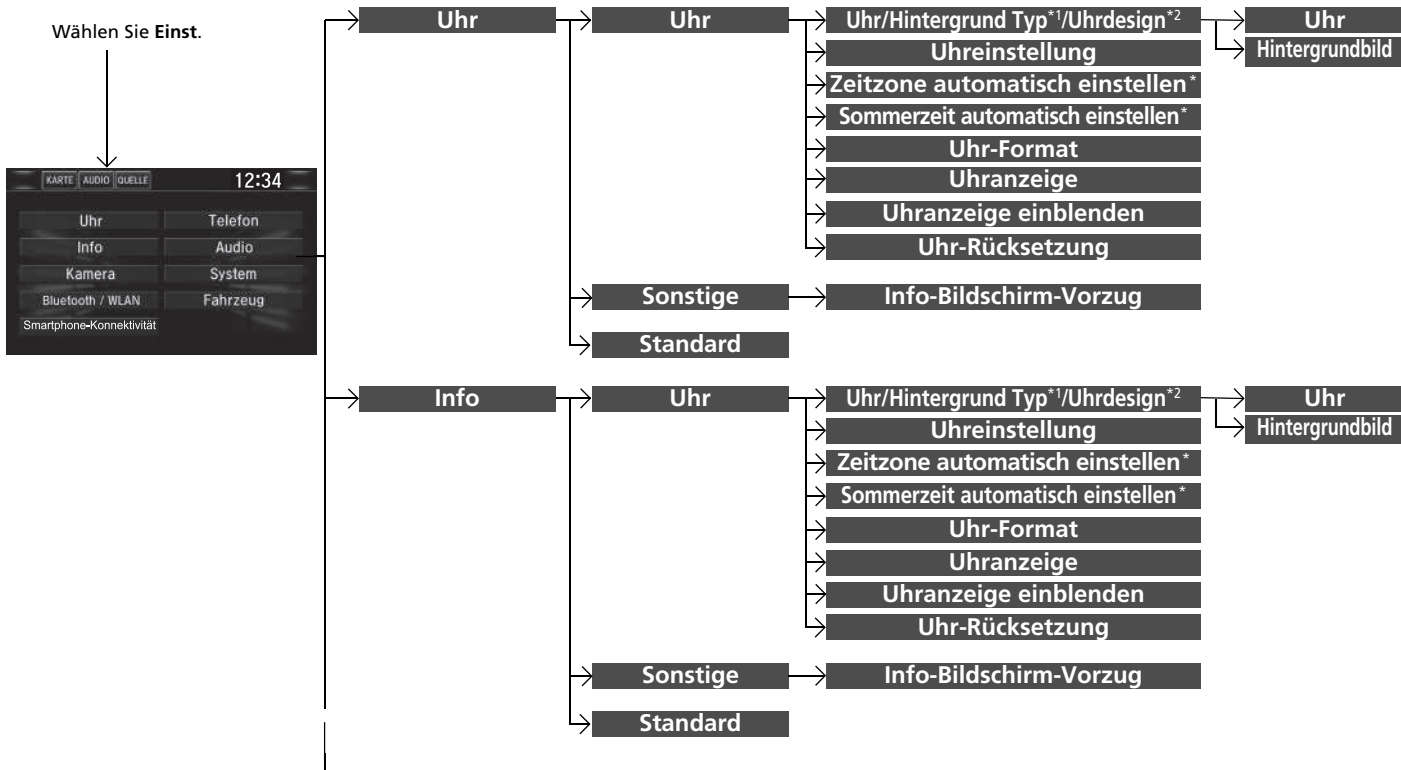 Wählen Sie Einst.
KARTE AUDIO QUELLE 12:34
Uhr Telefon
Info Audio
Kamera System
Bluetooth / WLAN Fahrzeug
Smartphone-Konnektivität
Uhr
Uhr
Uhr/Hintergrund Typ*1/Uhrdesign*2
Uhr
Hintergrundbild
Uhreinstellung
Zeitzone automatisch einstellen*
Sommerzeit automatisch einstellen*
Uhr-Format
Uhranzeige
Uhranzeige einblenden
Uhr-Rücksetzung
Sonstige
Info-Bildschirm-Vorzug
Standard
Info
Uhr
Uhr/Hintergrund Typ*1/Uhrdesign*2
Uhr
Hintergrundbild
Uhreinstellung
Zeitzone automatisch einstellen*
Sommerzeit automatisch einstellen*
Uhr-Format
Uhranzeige
Uhranzeige einblenden
Uhr-Rücksetzung
Sonstige
Info-Bildschirm-Vorzug
Standard